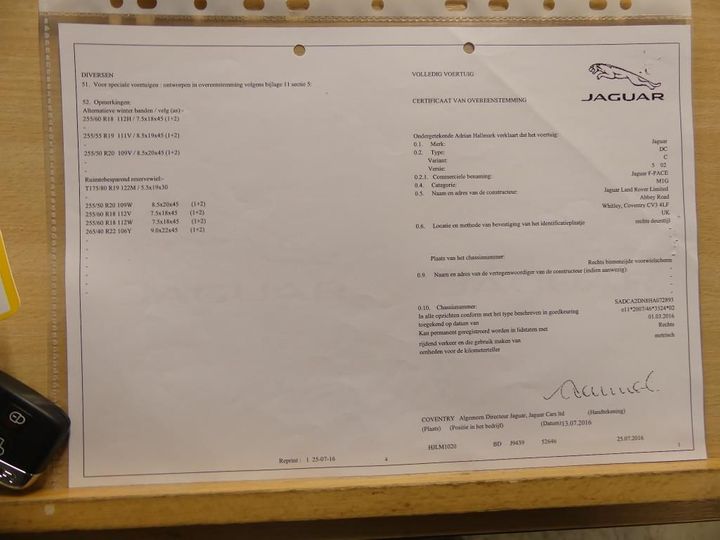 DIVERSEN
51. Voor speciale voertuigen : ontworpen in overeenstemming volgens bijlage 11 sectie 5:
52. Opmerkingen:
Alternatieve winter banden / velg (as) -
255/60 R18 112H / 7.5x18x45 (1+2)
-
255/55 R19 111V / 8.5x19x45 (1+2)
-
255/50 R20 109V / 8.5x20x45 (1+2)
-
-
Ruimtebesparend reservewiel:-
T175/80 R19 122M / 5.5x19x30
-
255/50 R20 109W 8.5x20x45 (1+2)
255/60 R18 112V 7.5x18x45 (1+2)
255/60 R18 112W 7.5x18x45 (1+2)
265/40 R22 106Y 9.0x22x45 (1+2)
Reprint : 1 25-07-16 4
VOLLEDIG VOERTUIG
JAGUAR
CERTIFICAAT VAN OVEREENSTEMMING
Ondergetekende Adrian Hallmark verklaart dat het voertuig:
0.1. Merk: Jaguar
0.2. Type: DC
Variant: C
Versie: 5 02
0.2.1. Commerciele benaming: Jaguar F-PACE
0.4. Categorie: M1G
0.5. Naam en adres van de constructeur: Jaguar Land Rover Limited
Abbey Road
Whitley, Coventry CV3 4LF
UK
0.6. Locatie en methode van bevestiging van het identificatieplaatje rechts deurstijl
Plaats van het chassisnummer: Rechts binnenzijde voorwielscherm
0.9. Naam en adres van de vertegenwoordiger van de constructeur (indien aanwezig):
0.10. Chassisnummer: SADCA2DN8HA072893
In alle opzichten conform met het type beschreven in goedkeuring e11*2007/46*3324*02
toegekend op datum van 01.03.2016
Kan permanent geregistreerd worden in lidstaten met Rechts
rijdend verkeer en die gebruik maken van metrisch
eenheden voor de kilometerteller
COVENTRY Algemeen Directeur Jaguar, Jaguar Cars ltd (Handtekening)
(Plaats) (Positie in het bedrijf) (Datum)13.07.2016
HJLM1020 BD J9439 52646 25.07.2016 1